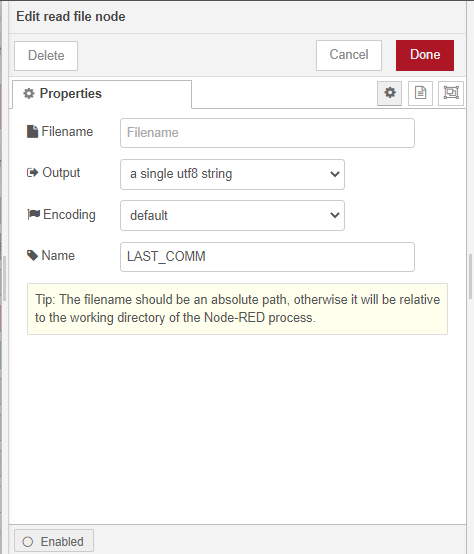 Edit read file node
Delete
Cancel
Done
Properties
Filename
Filename
Output
a single utf8 string
Encoding
default
Name
LAST_COMM
Tip: The filename should be an absolute path, otherwise it will be relative
to the working directory of the Node-RED process.
Enabled